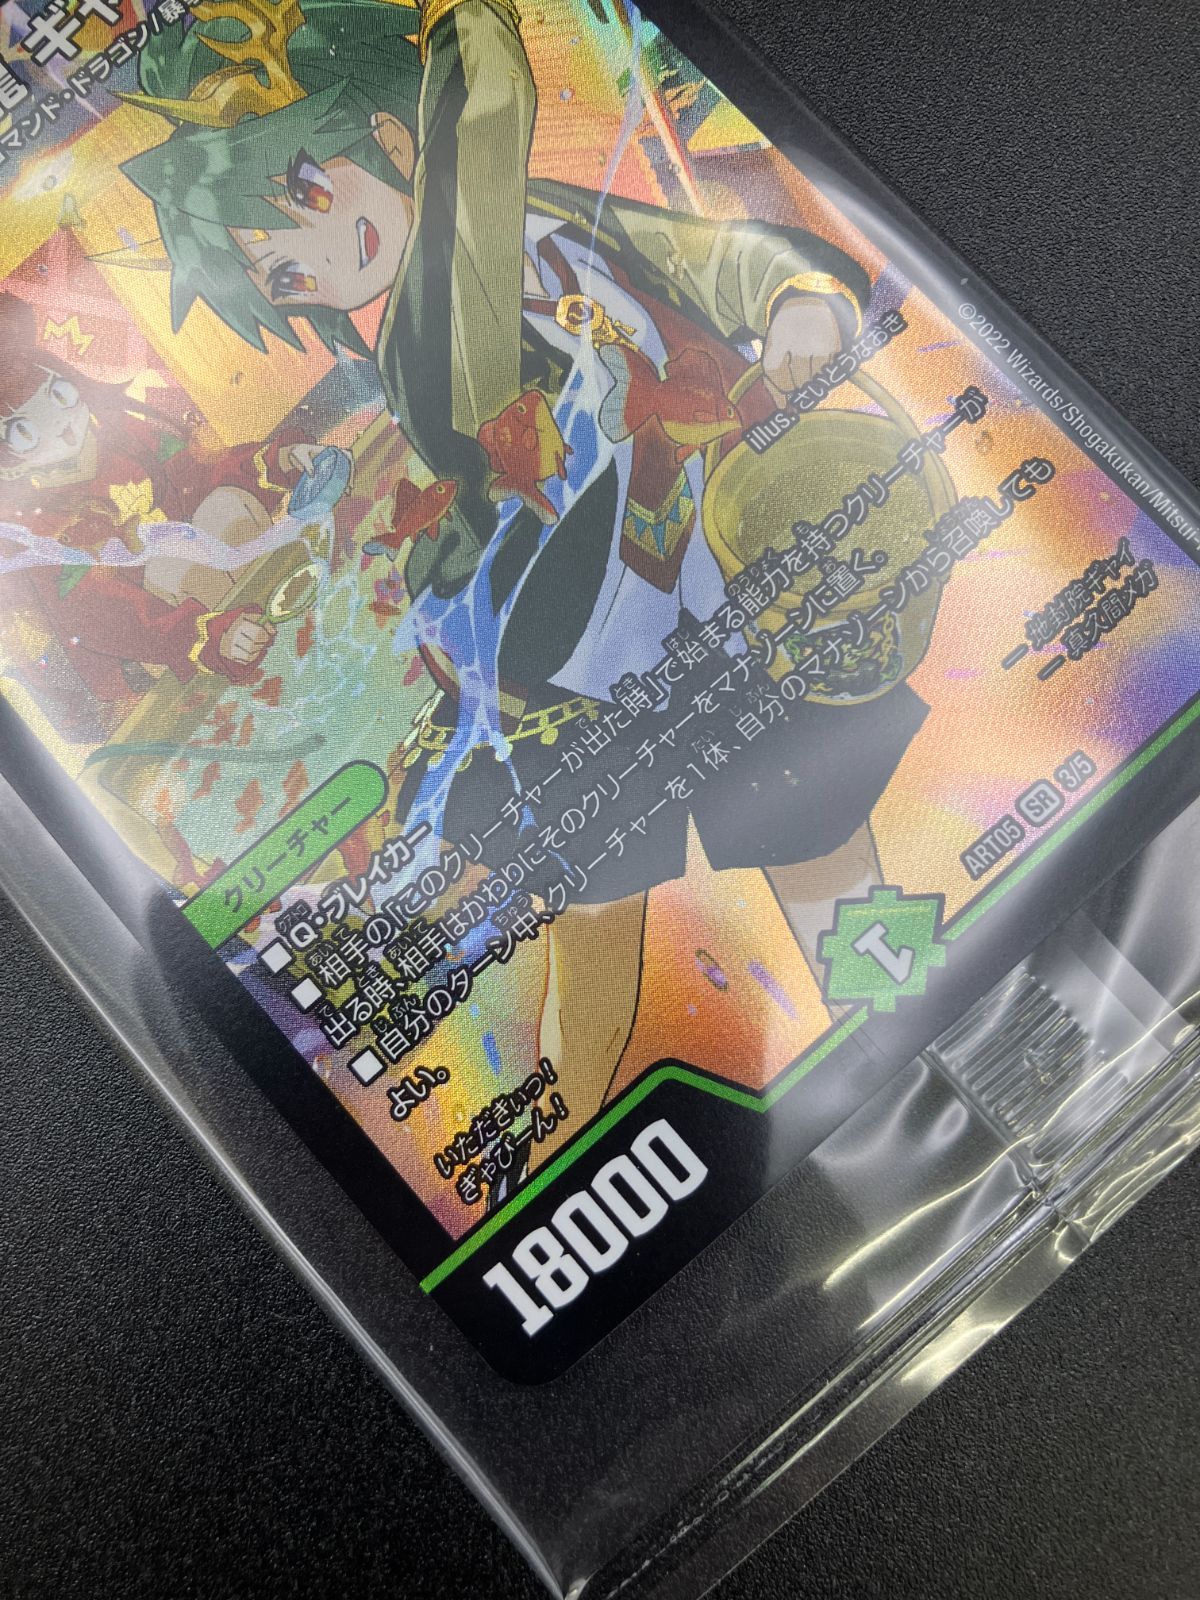 龍 ギャ
マンド・ドラゴン/暴拳
©2022 Wizards/Shogakukan/Mitsui-
illus. さいとうなおき
クリーチャー
■Q・ブレイカー
■相手の「このクリーチャーが出た時」で始まる能力を持つクリーチャーが
出る時、相手はかわりにそのクリーチャーをマナゾーンに置く。
■自分のターン中、クリーチャーを1体、自分のマナゾーンから召喚しても
よい。
いただきいっ!
ぎゃびーん!
ー 地封院ギャイ
ー 真久間メガ
ART05 SR 3/5
1
18000